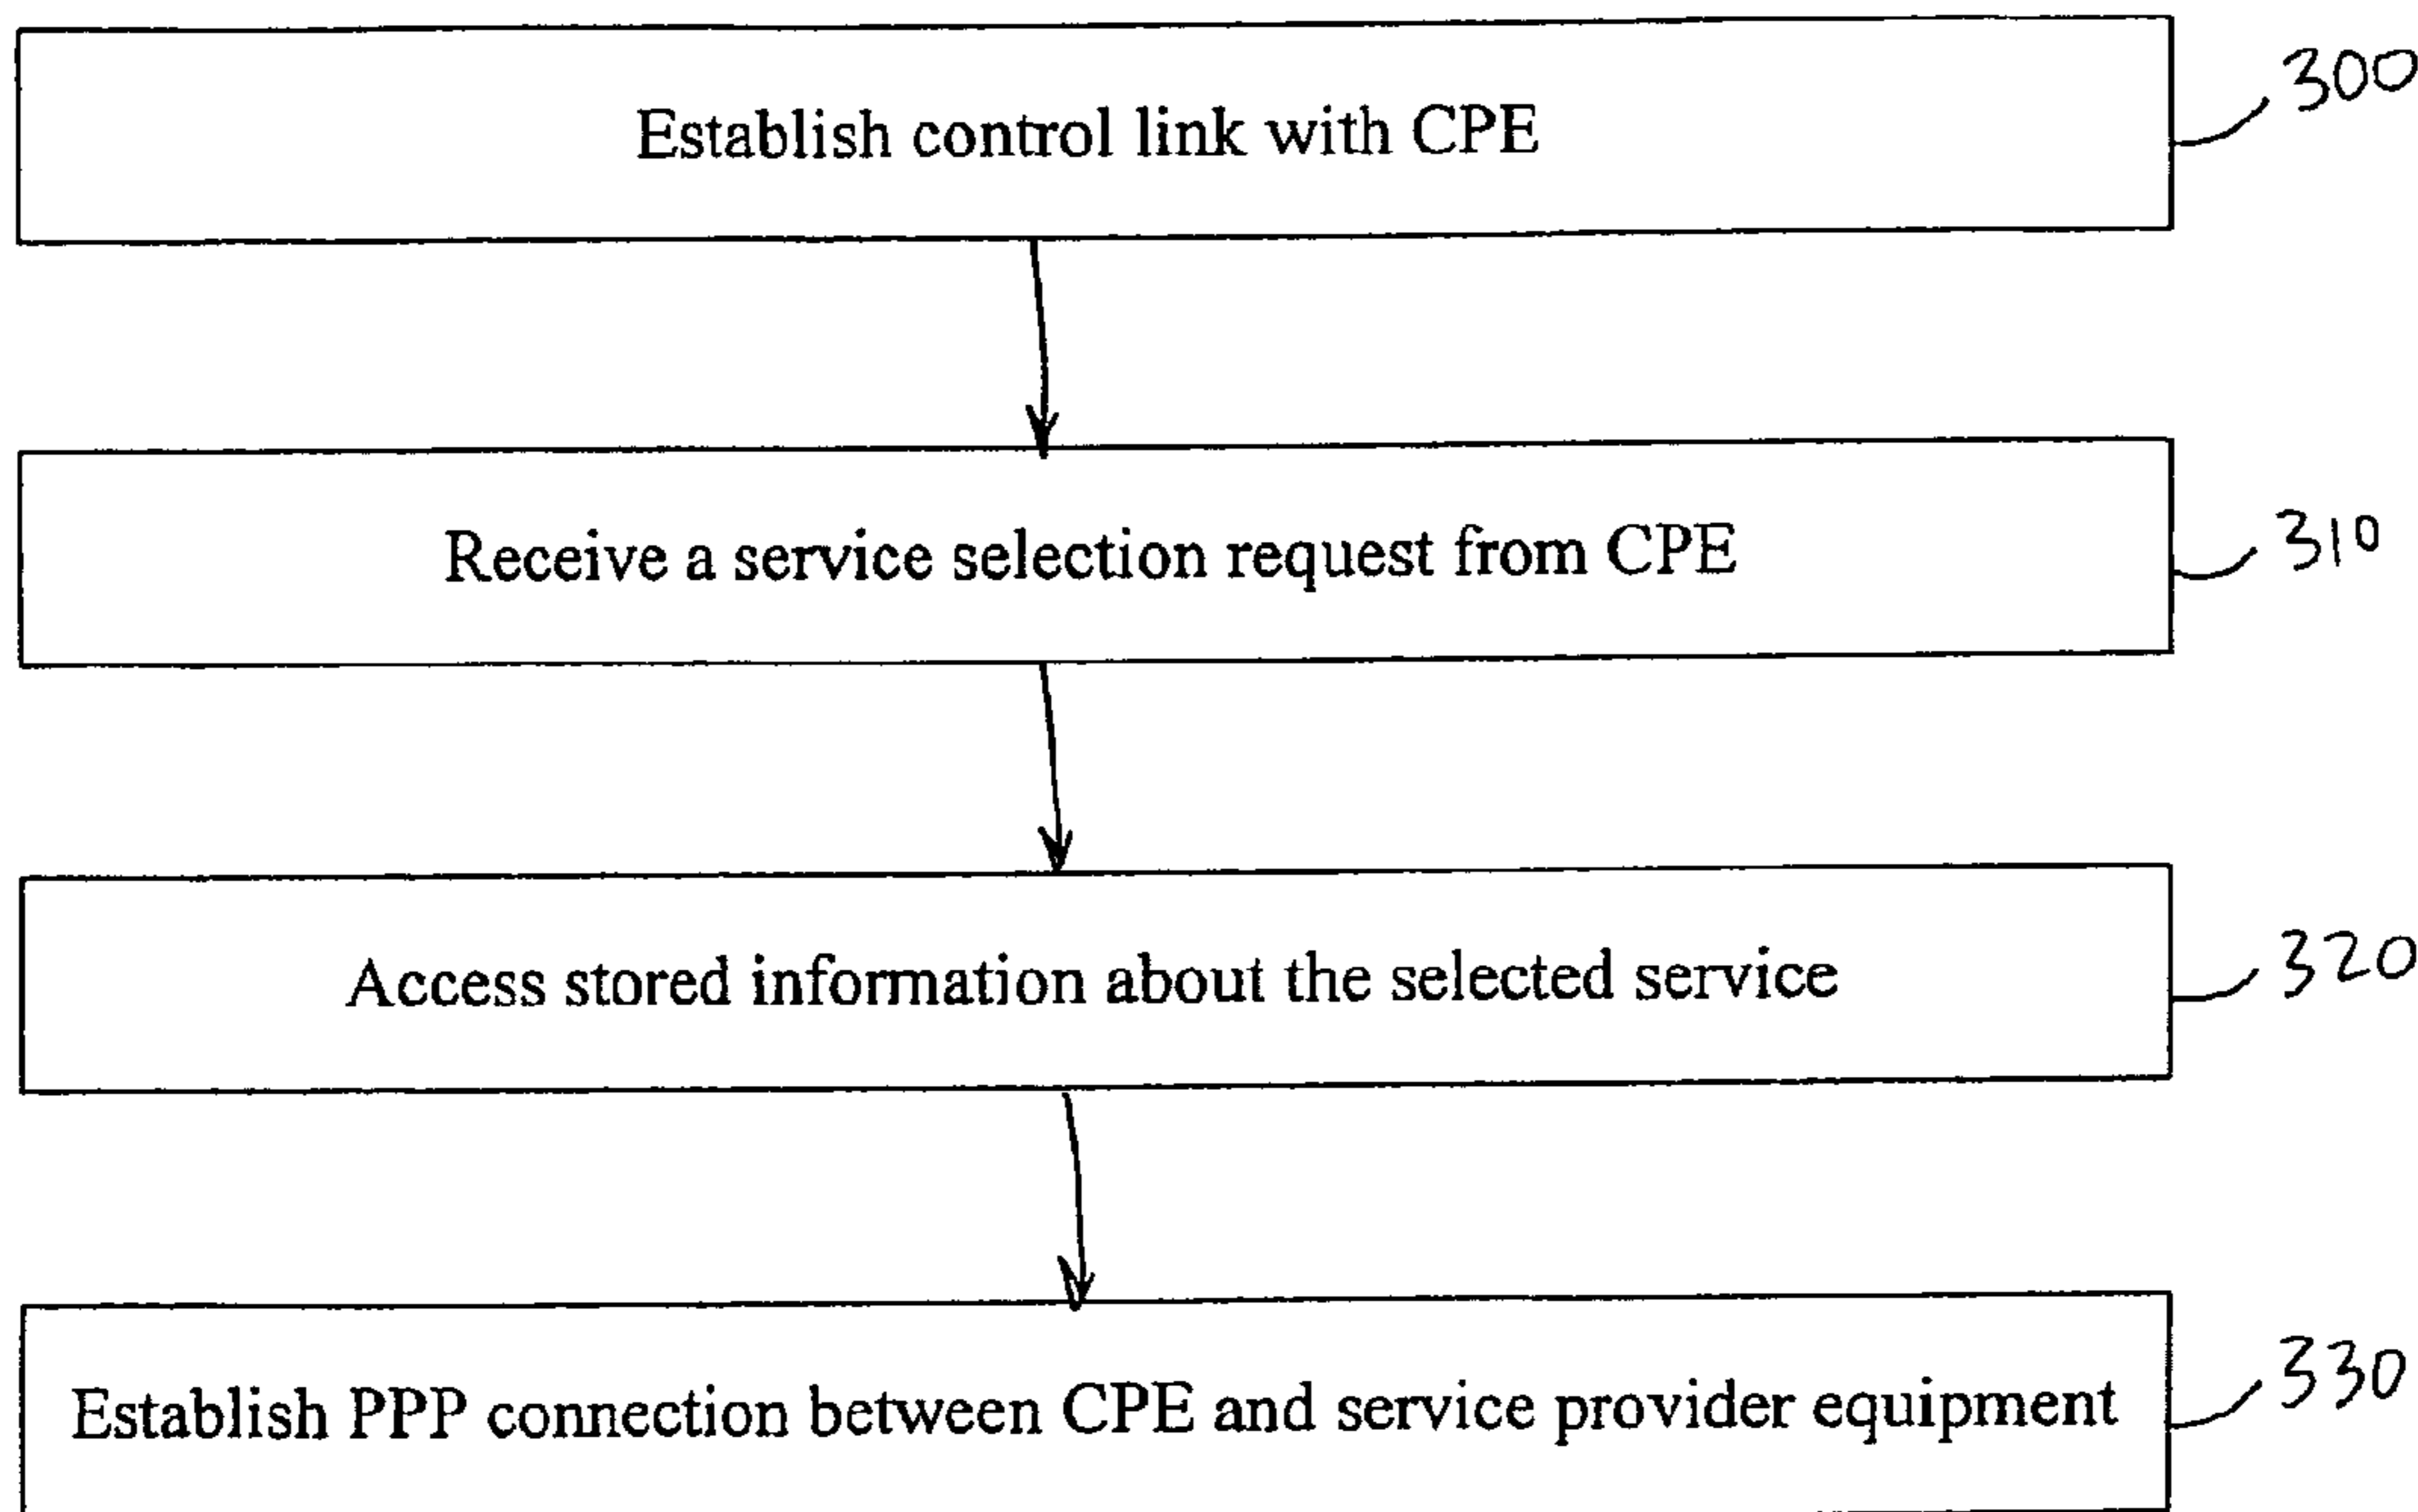 Establish control link with CPE
300
Receive a service selection request from CPE
310
Access stored information about the selected service
320
Establish PPP connection between CPE and service provider equipment
330